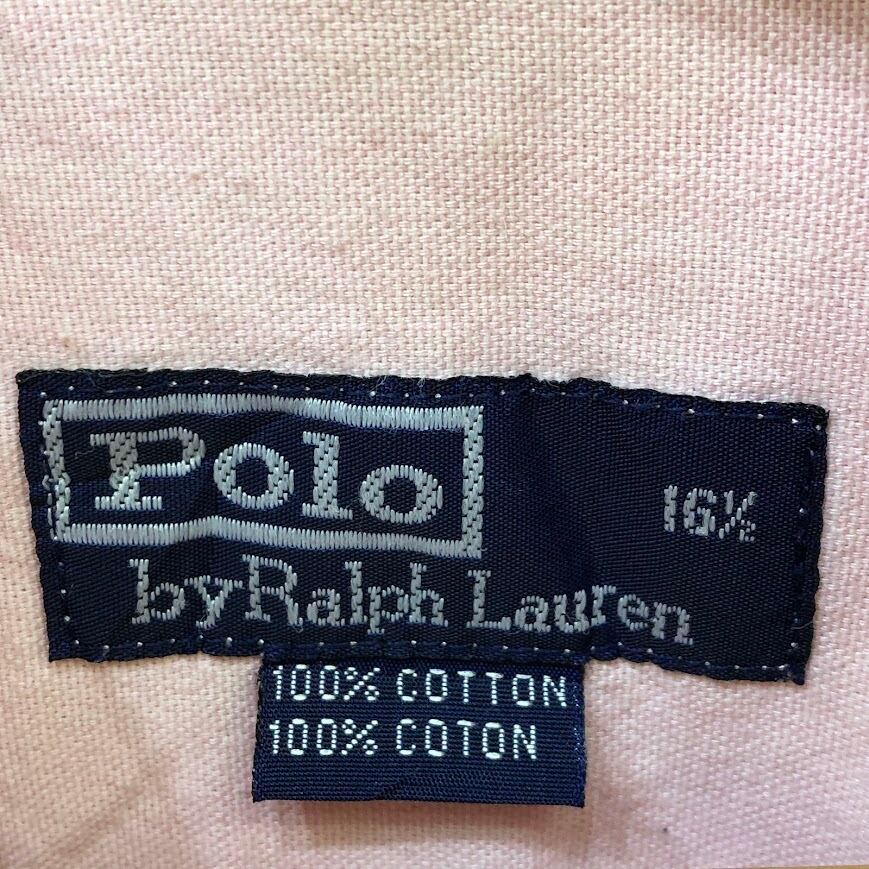 Polo
16½
by Ralph Lauren
100% COTTON
100% COTON